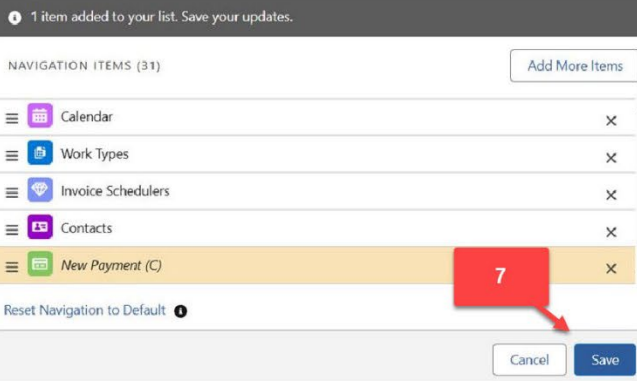 1 item added to your list. Save your updates.
NAVIGATION ITEMS (31)
Add More Items
Calendar
Work Types
Invoice Schedulers
Contacts
New Payment (C)
7
Reset Navigation to Default
Cancel
Save